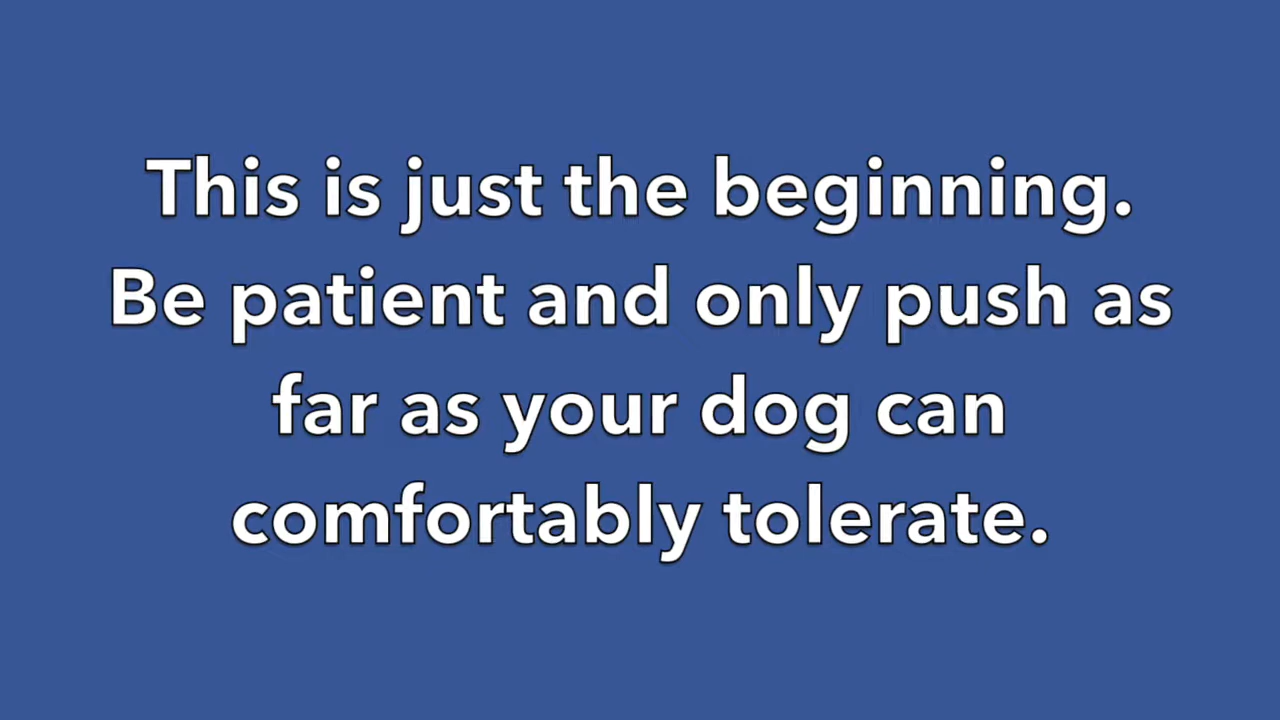 This is just the beginning.
Be patient and only push as
far as your dog can
comfortably tolerate.